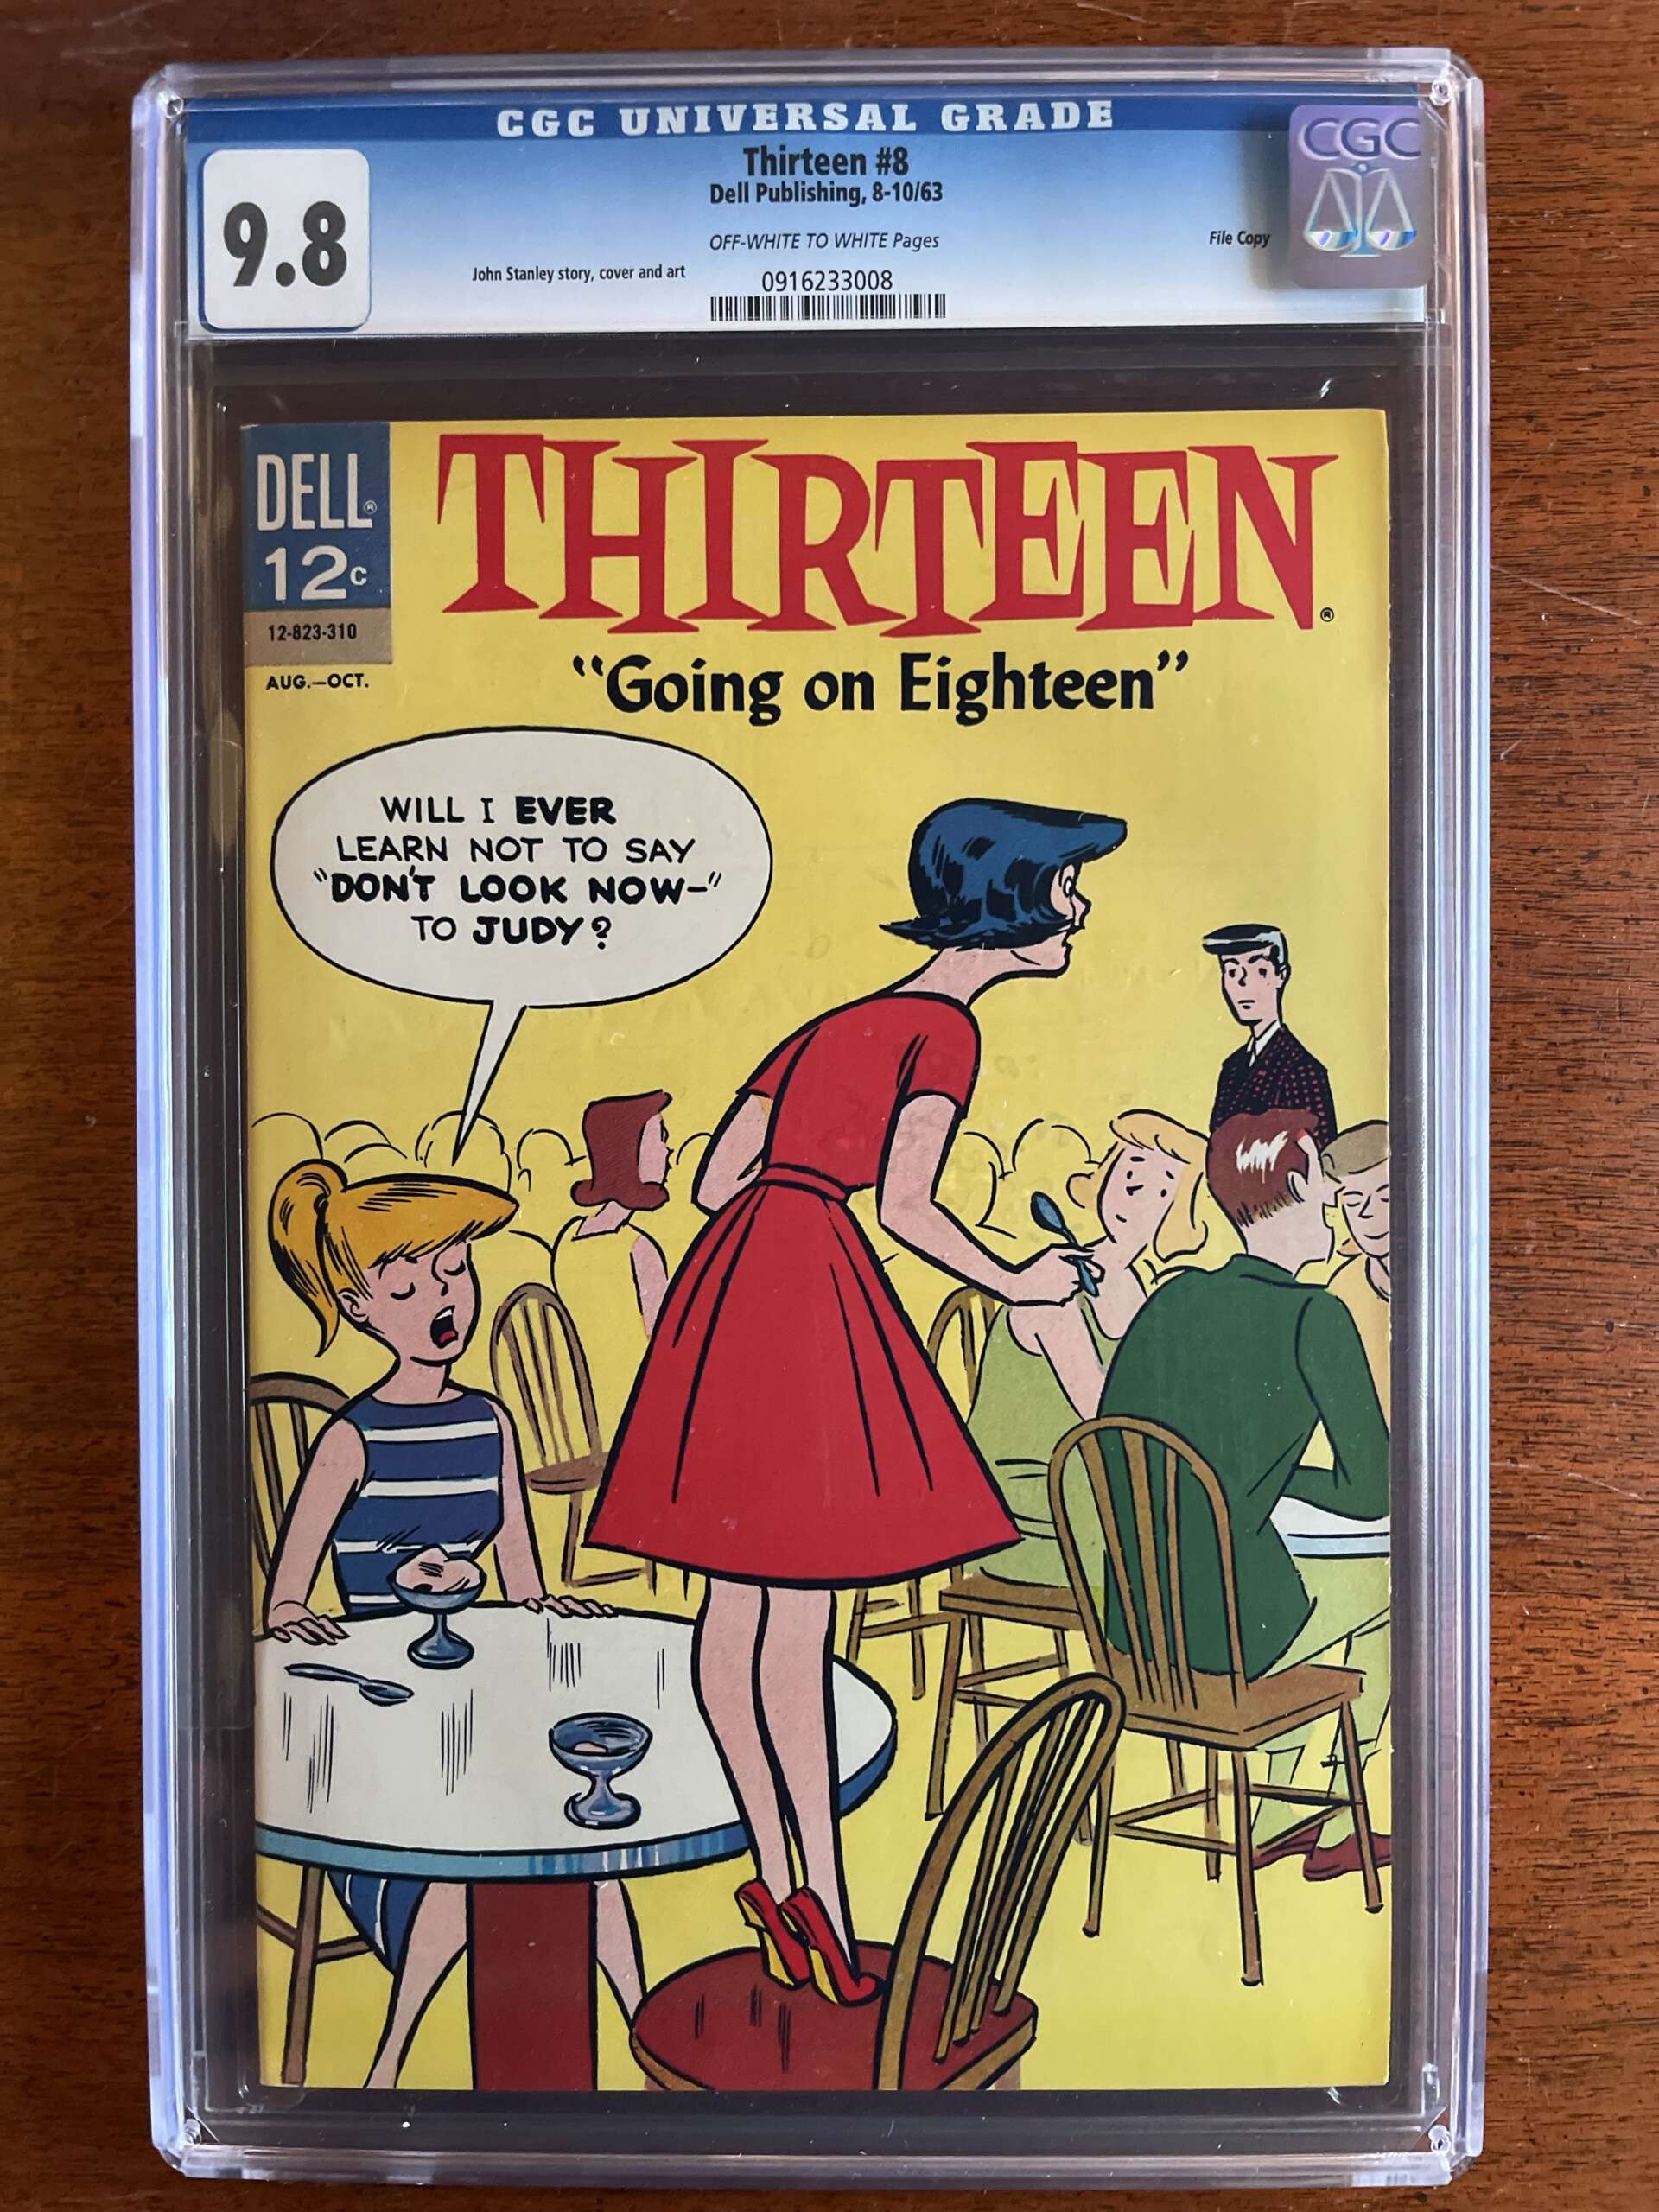 CGC UNIVERSAL GRADE
CGC
9.8
Thirteen #8
Dell Publishing, 8-10/63
OFF-WHITE TO WHITE Pages
File Copy
John Stanley story, cover and art
0916233008
DELL®
12c
12-823-310
AUG.—OCT.
THIRTEEN®
"Going on Eighteen"
WILL I EVER
LEARN NOT TO SAY
"DON'T LOOK NOW—"
TO JUDY?